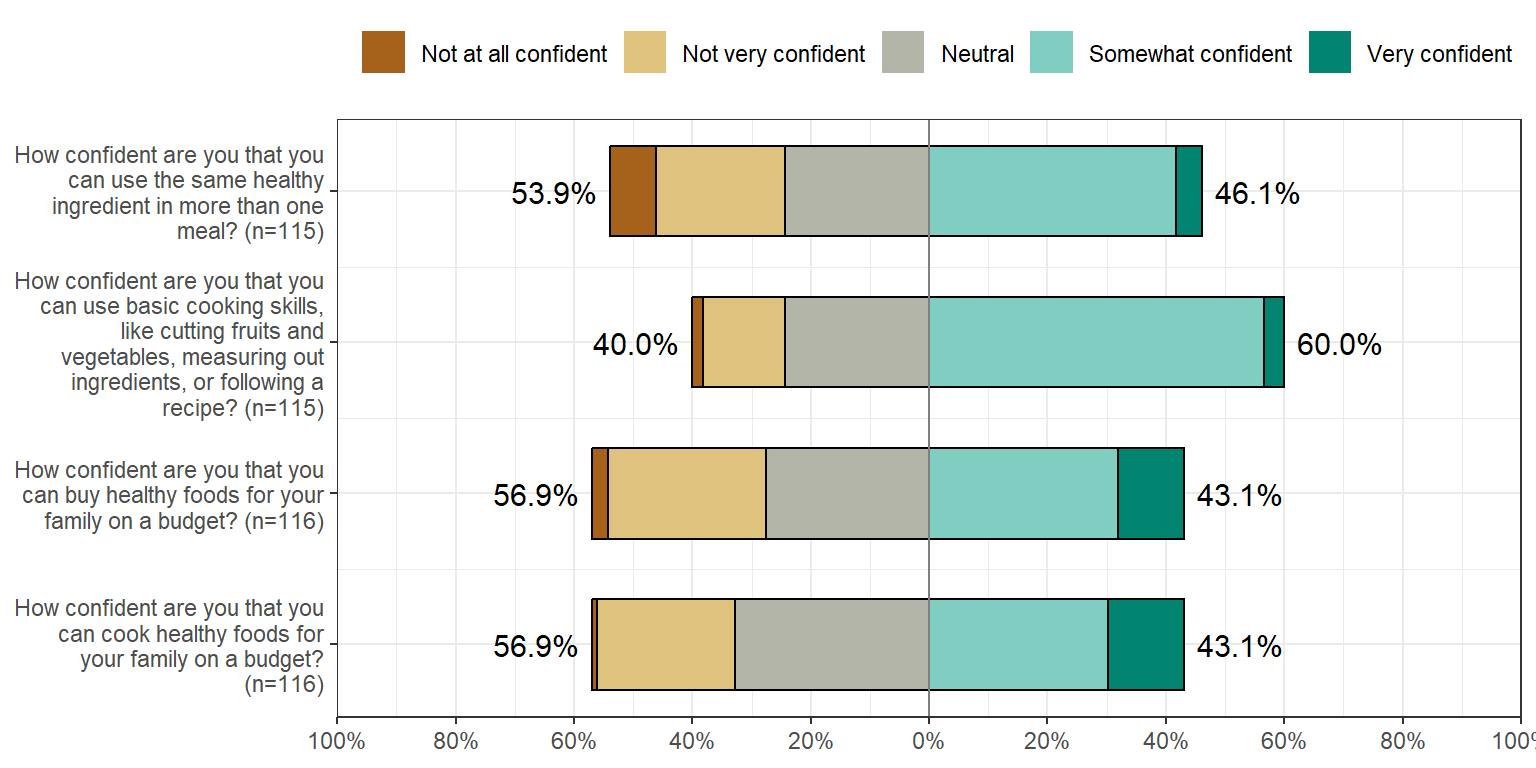 Not at all confident Not very confident Neutral Somewhat confident Very confident
How confident are you that you
can use the same healthy
ingredient in more than one
meal? (n=115)
53.9% 46.1%
How confident are you that you
can use basic cooking skills,
like cutting fruits and
vegetables, measuring out
ingredients, or following a
recipe? (n=115)
40.0% 60.0%
How confident are you that you
can buy healthy foods for your
family on a budget? (n=116)
56.9% 43.1%
How confident are you that you
can cook healthy foods for
your family on a budget?
(n=116)
56.9% 43.1%
100% 80% 60% 40% 20% 0% 20% 40% 60% 80% 100%